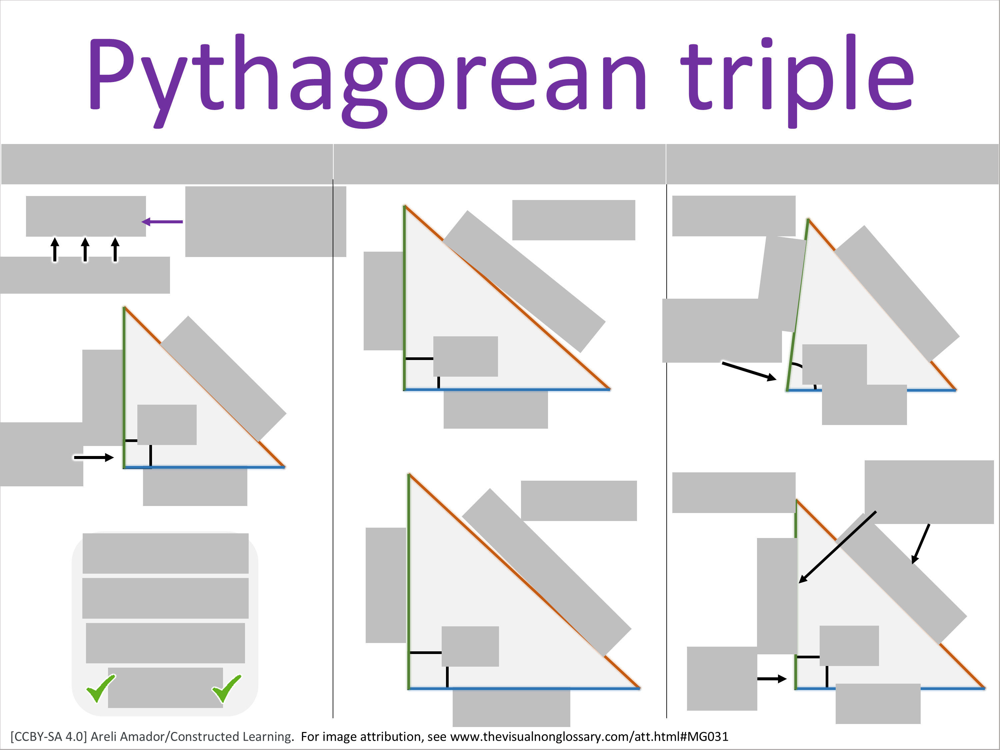 Pythagorean triple
[CCBY-SA 4.0] Areli Amador/Constructed Learning. For image attribution, see www.thevisualnonglossary.com/att.html#MG031